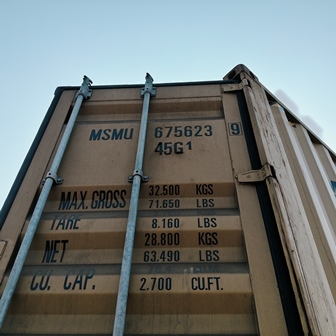 MSMU 675623 9
45G1
MAX. GROSS 32.500 KGS
71.650 LBS
TARE 8.160 LBS
NET 28.800 KGS
63.490 LBS
CU. CAP.
2.700 CU.FT.